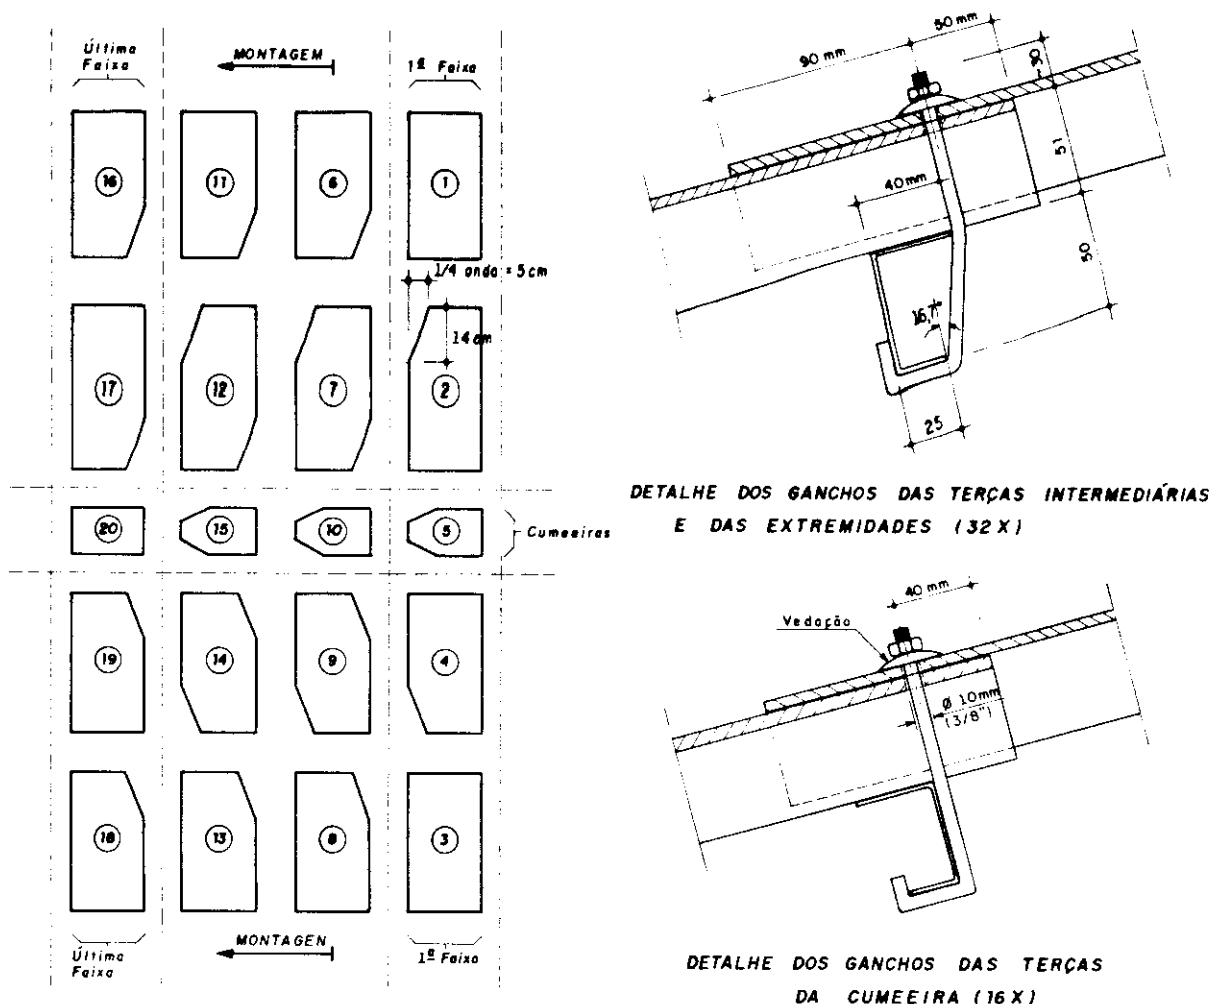 Última
Faixa
MONTAGEM
1ª Faixa
16
11
6
1
1/4 onda = 5 cm
14 cm
17
12
7
2
20
15
10
5
Cumeeiras
19
14
9
4
18
13
8
3
Última
Faixa
MONTAGEN
1ª Faixa
50 mm
90 mm
~30
51
40 mm
50
16,7
25
DETALHE DOS GANCHOS DAS TERÇAS INTERMEDIÁRIAS
E DAS EXTREMIDADES (32 X)
40 mm
Vedação
Ø 10mm
(3/8")
DETALHE DOS GANCHOS DAS TERÇAS
DA CUMEEIRA (16 X)